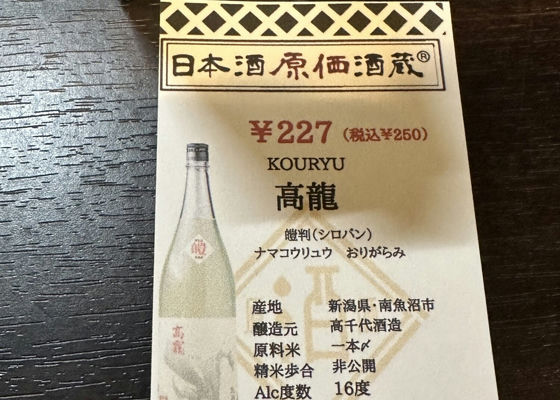 日本酒原価酒蔵®
¥227 (税込¥250)
KOURYU
高龍
皚判(シロバン)
ナマコウリュウ おりがらみ
産地 新潟県・南魚沼市
醸造元 高千代酒造
原料米 一本〆
精米歩合 非公開
Alc度数 16度
高龍